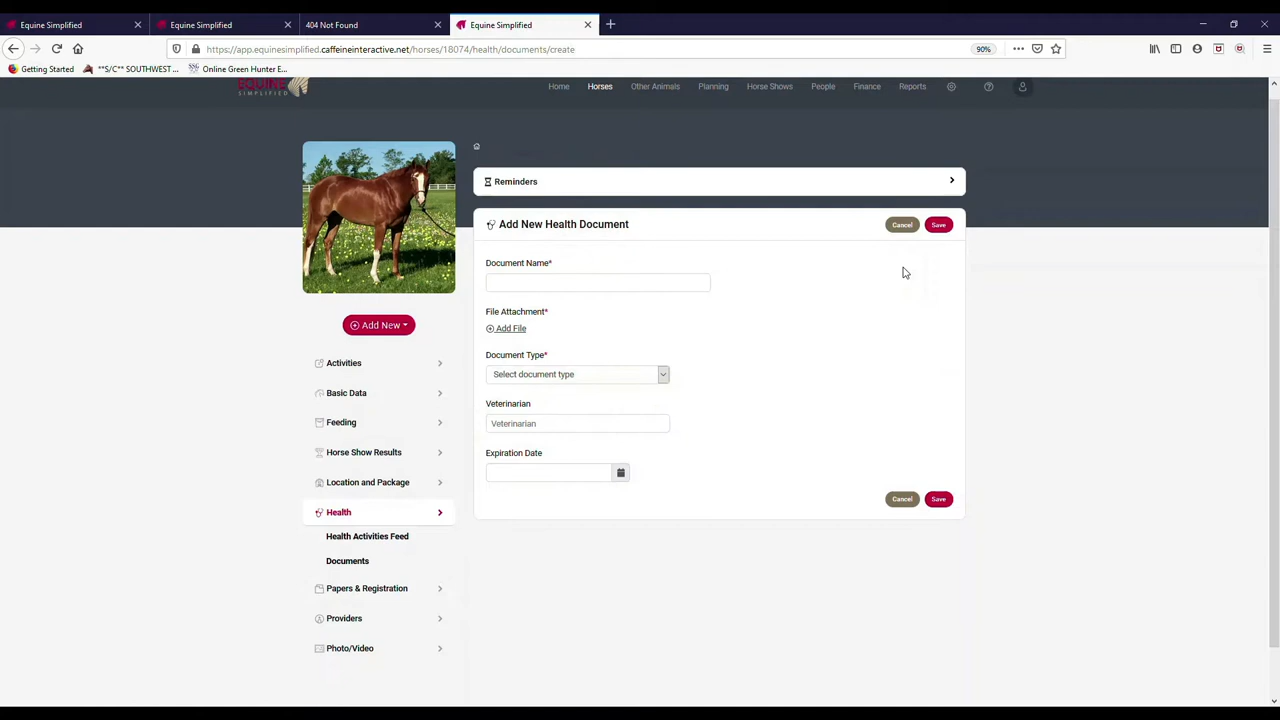 Equine Simplified
Equine Simplified
404 Not Found
Equine Simplified
https://app.equinesimplified.caffeineinteractive.net/horses/18074/health/documents/create
90%
Getting Started
**S/C** SOUTHWEST ...
Online Green Hunter E...
EQUINE
SIMPLIFIED
Home
Horses
Other Animals
Planning
Horse Shows
People
Finance
Reports
Reminders
Add New Health Document
Cancel
Save
Document Name*
File Attachment*
Add File
Document Type*
Select document type
Veterinarian
Veterinarian
Expiration Date
Cancel
Save
Add New
Activities
Basic Data
Feeding
Horse Show Results
Location and Package
Health
Health Activities Feed
Documents
Papers & Registration
Providers
Photo/Video